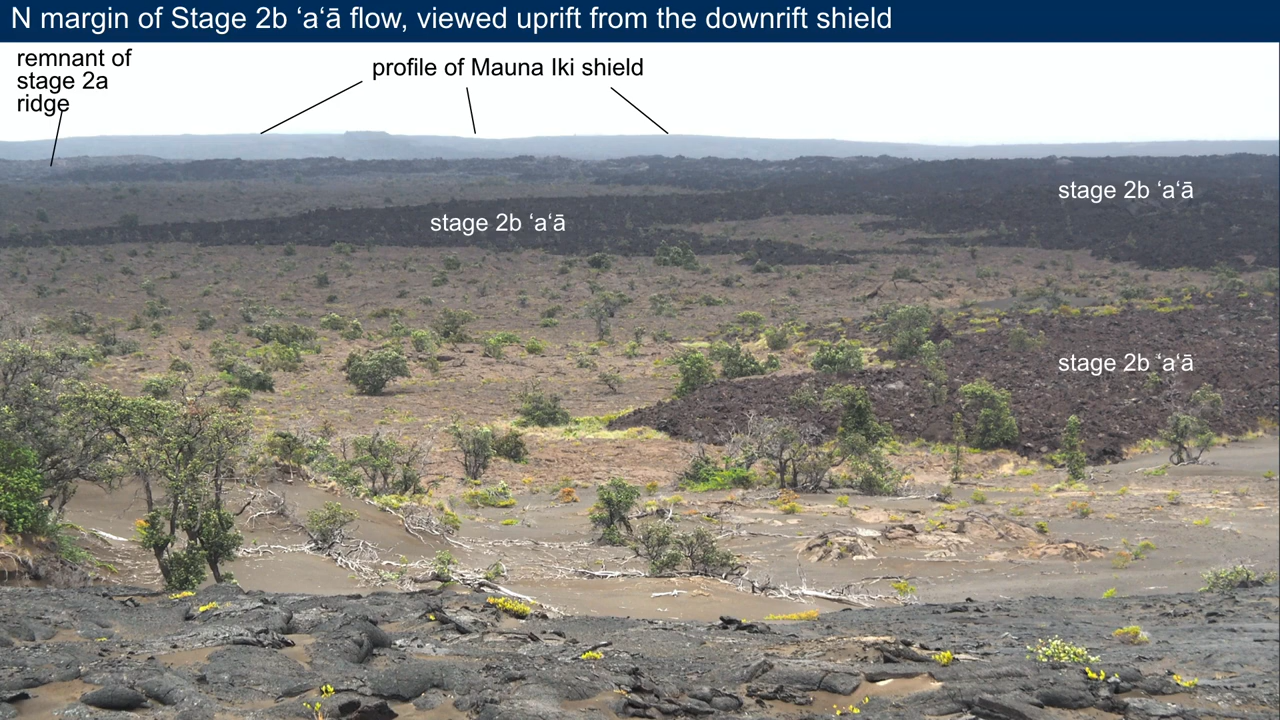 N margin of Stage 2b ʻaʻā flow, viewed uprift from the downrift shield
remnant of
stage 2a
ridge
profile of Mauna Iki shield
stage 2b ʻaʻā
stage 2b ʻaʻā
stage 2b ʻaʻā